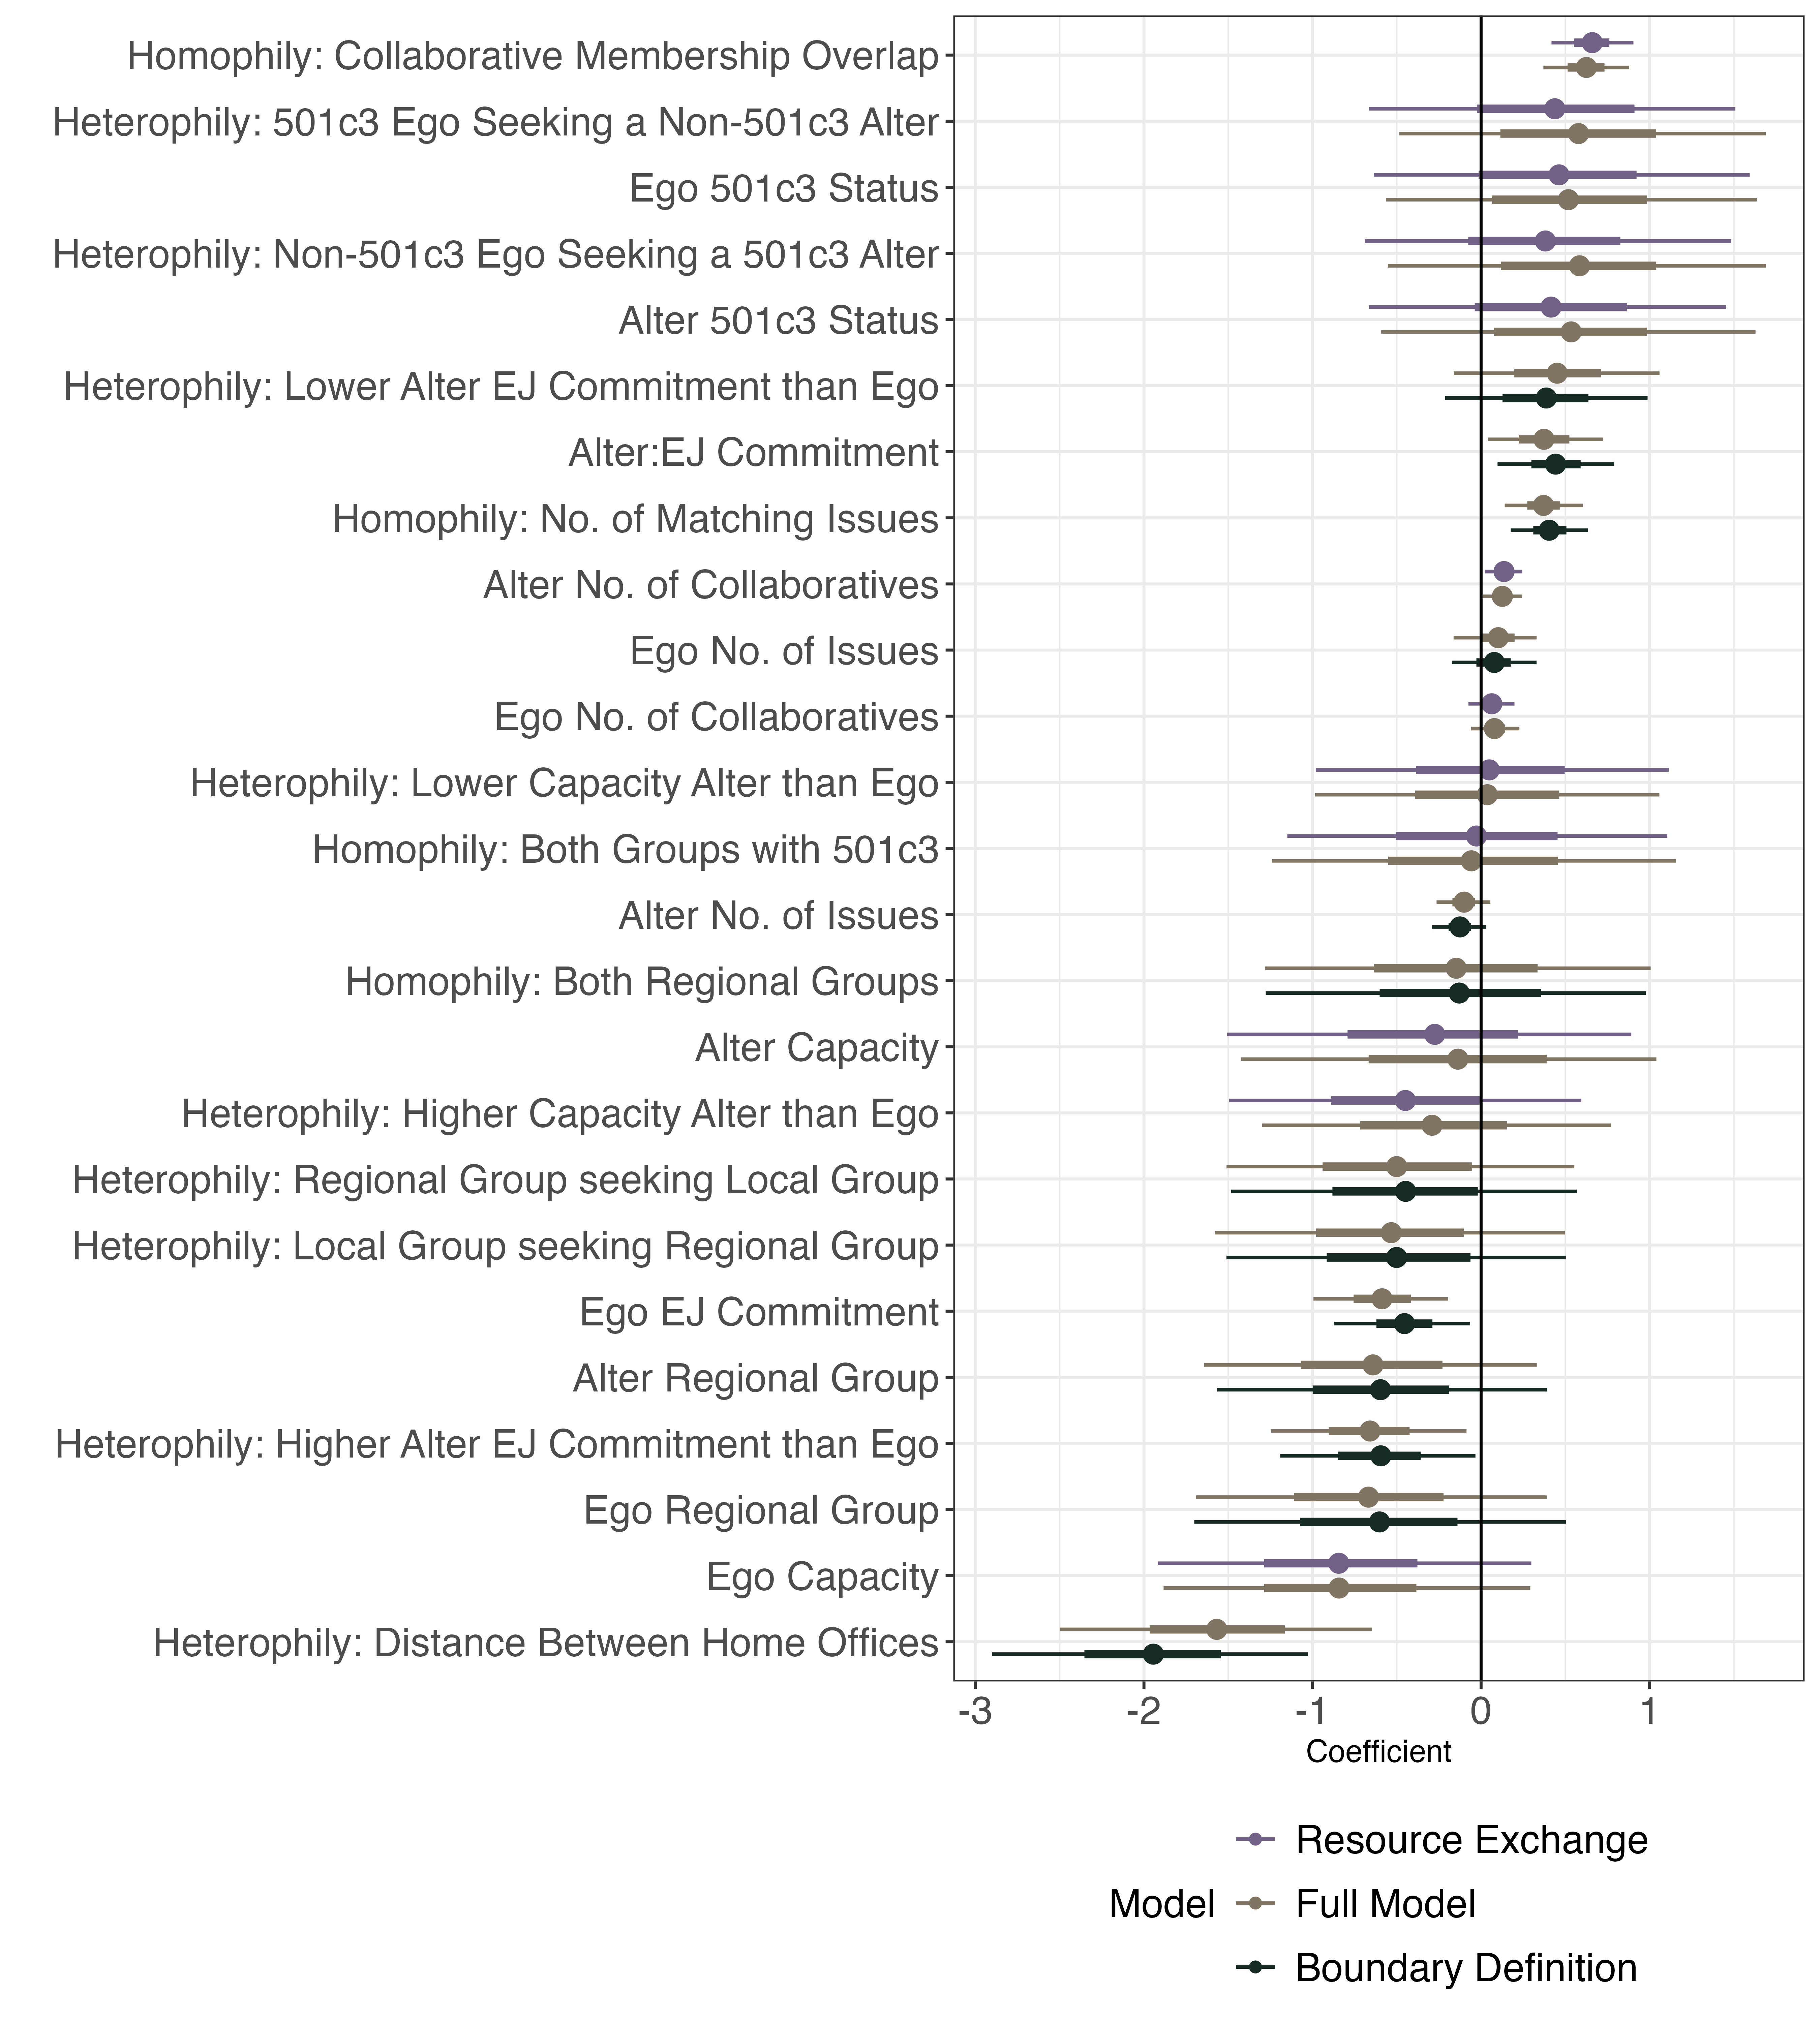 Homophily: Collaborative Membership Overlap
Heterophily: 501c3 Ego Seeking a Non-501c3 Alter
Ego 501c3 Status
Heterophily: Non-501c3 Ego Seeking a 501c3 Alter
Alter 501c3 Status
Heterophily: Lower Alter EJ Commitment than Ego
Alter:EJ Commitment
Homophily: No. of Matching Issues
Alter No. of Collaboratives
Ego No. of Issues
Ego No. of Collaboratives
Heterophily: Lower Capacity Alter than Ego
Homophily: Both Groups with 501c3
Alter No. of Issues
Homophily: Both Regional Groups
Alter Capacity
Heterophily: Higher Capacity Alter than Ego
Heterophily: Regional Group seeking Local Group
Heterophily: Local Group seeking Regional Group
Ego EJ Commitment
Alter Regional Group
Heterophily: Higher Alter EJ Commitment than Ego
Ego Regional Group
Ego Capacity
Heterophily: Distance Between Home Offices
-3 -2 -1 0 1
Coefficient
Resource Exchange
Model Full Model
Boundary Definition